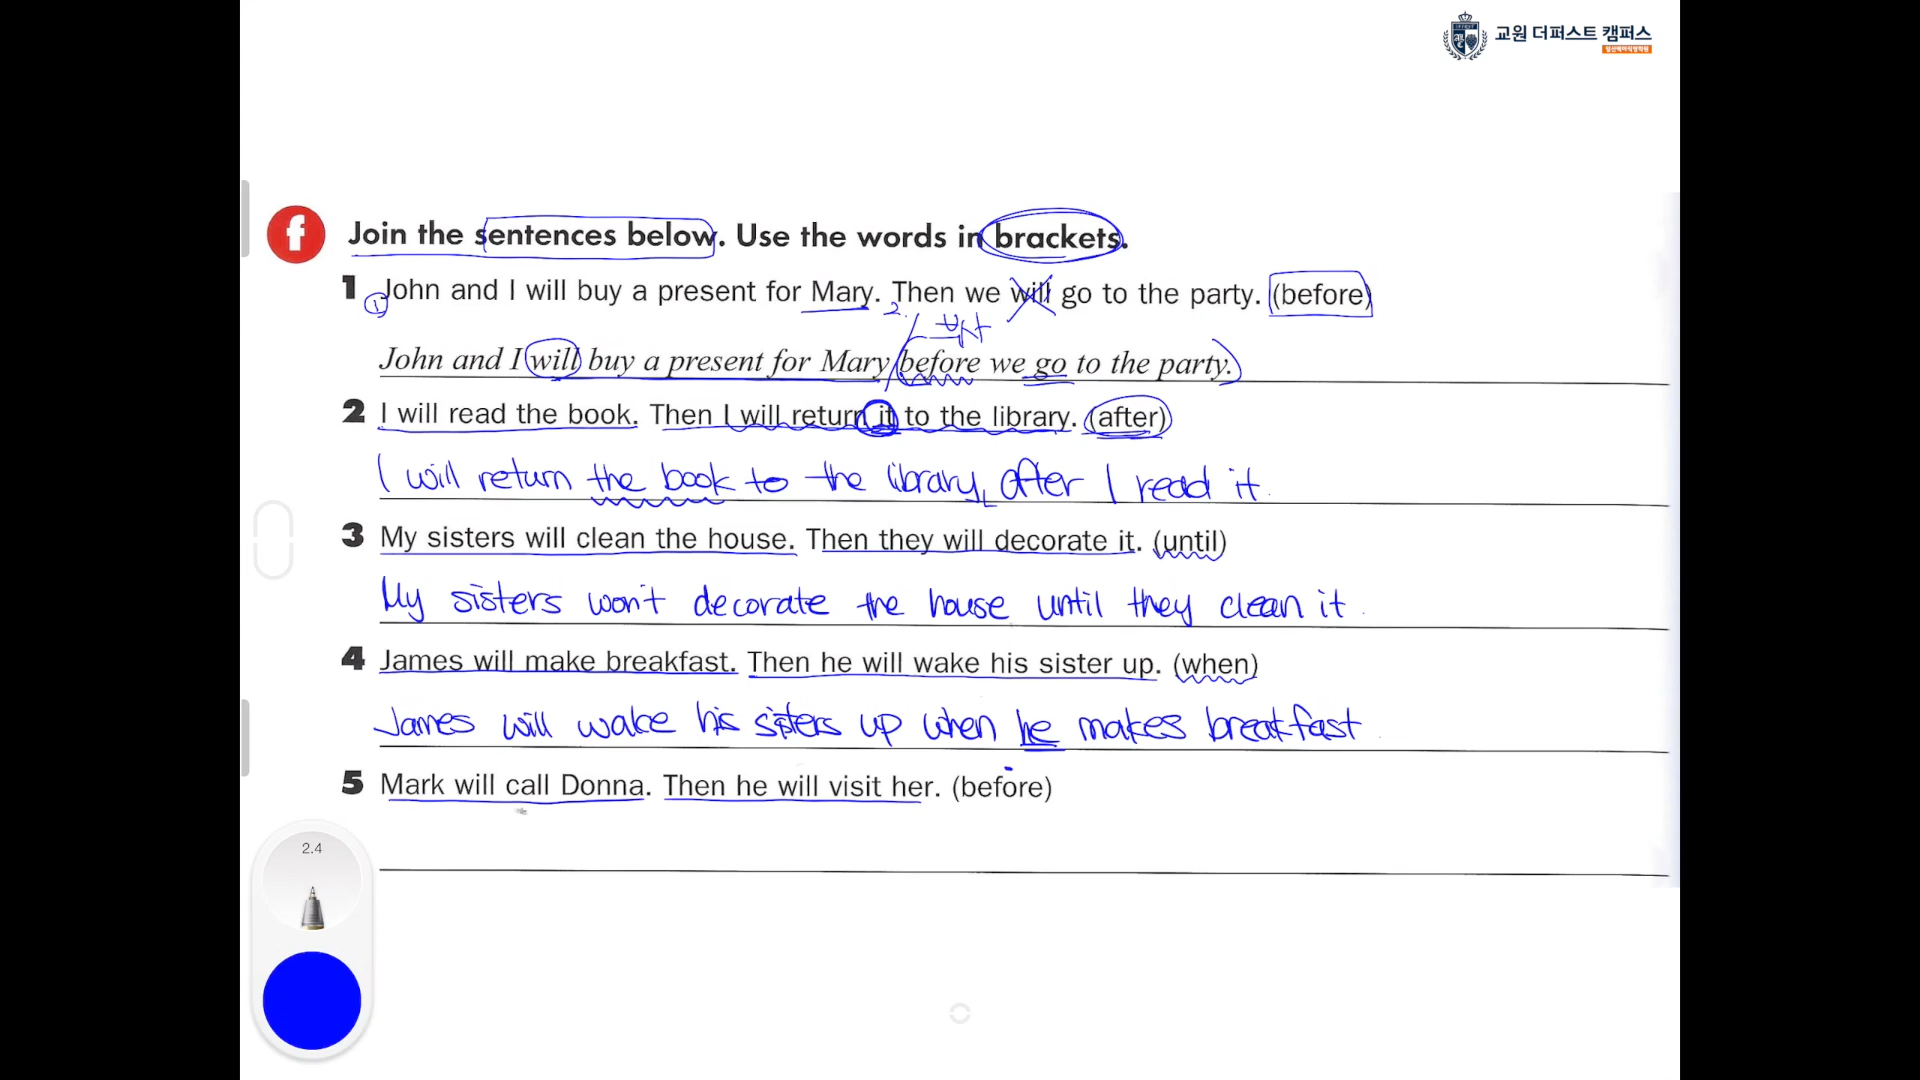 교원 더퍼스트 캠퍼스
f Join the sentences below. Use the words in brackets.
1 John and I will buy a present for Mary. Then we will go to the party. (before)
1
2.
John and I will buy a present for Mary before we go to the party.
2 I will read the book. Then I will return it to the library. (after)
I will return the book to the library after I read it.
3 My sisters will clean the house. Then they will decorate it. (until)
My sisters won't decorate the house until they clean it.
4 James will make breakfast. Then he will wake his sister up. (when)
James will wake his sisters up when he makes breakfast.
5 Mark will call Donna. Then he will visit her. (before)
2.4